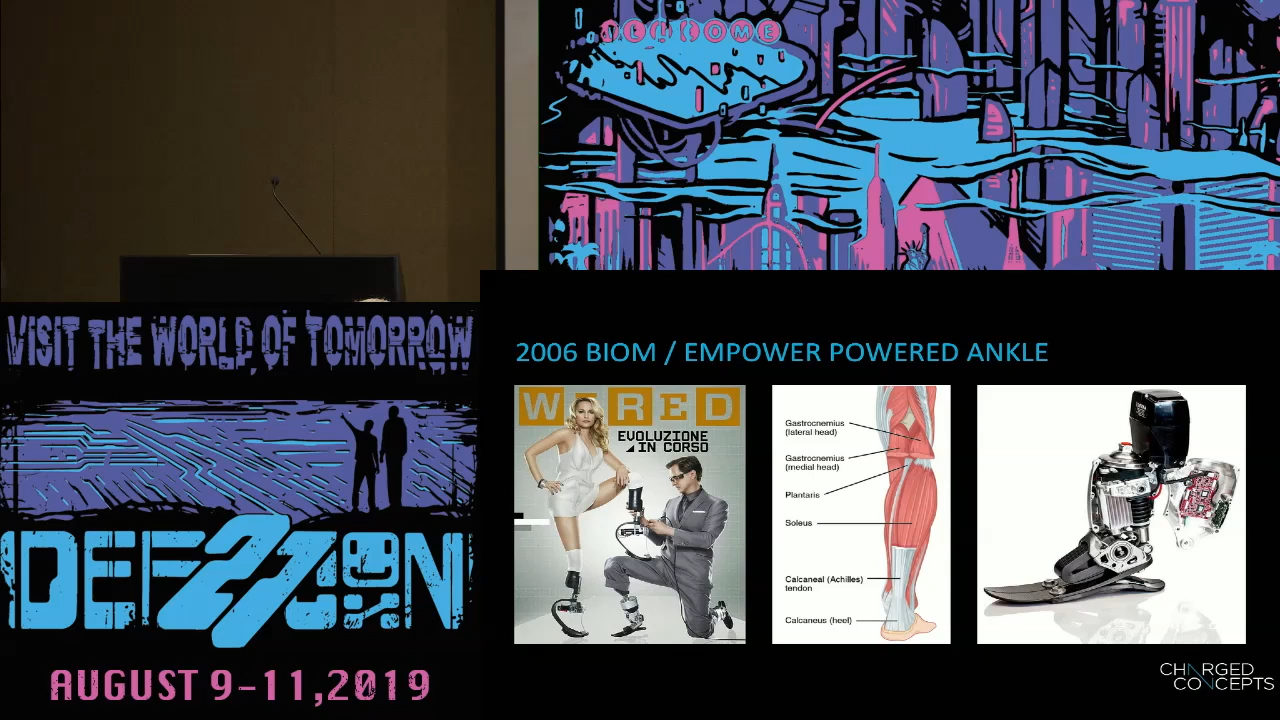 WELCOME
VISIT THE WORLD OF TOMORROW
DEF 27 CON
AUGUST 9-11,2019
2006 BIOM / EMPOWER POWERED ANKLE
WIRED
EVOLUZIONE
IN CORSO
Gastrocnemius
(lateral head)
Gastrocnemius
(medial head)
Plantaris
Soleus
Calcaneal (Achilles)
tendon
Calcaneus (heel)
CHARGED
CONCEPTS